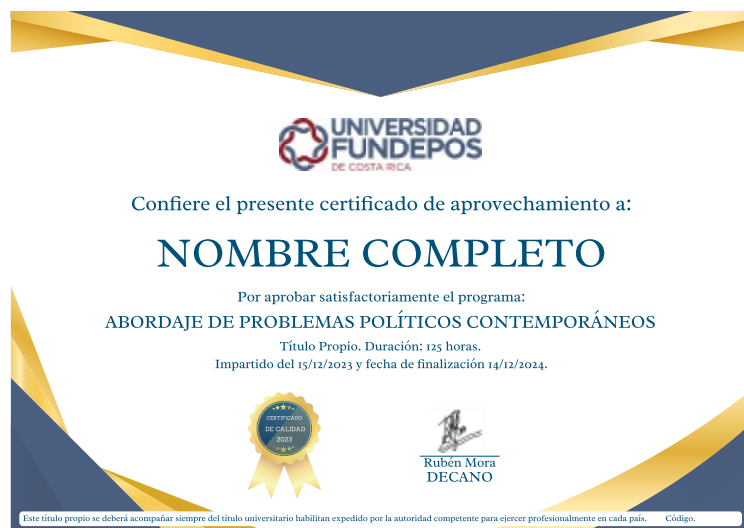 UNIVERSIDAD
FUNDEPOS
DE COSTA RICA
Confiere el presente certificado de aprovechamiento a:
NOMBRE COMPLETO
Por aprobar satisfactoriamente el programa:
ABORDAJE DE PROBLEMAS POLÍTICOS CONTEMPORÁNEOS
Título Propio. Duración: 125 horas.
Impartido del 15/12/2023 y fecha de finalización 14/12/2024.
CERTIFICADO
DE CALIDAD
2023
Rubén Mora
DECANO
Este título propio se deberá acompañar siempre del título universitario habilitan expedido por la autoridad competente para ejercer profesionalmente en cada país. Código.